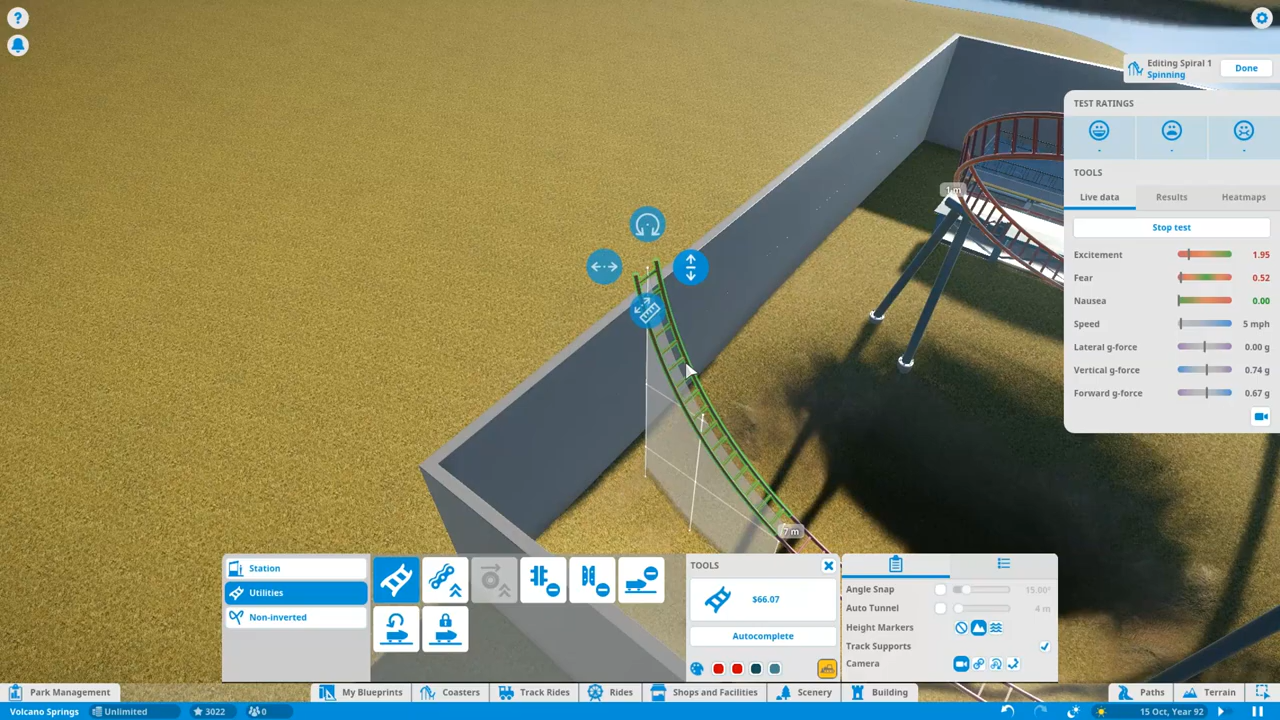 ?
Editing Spiral 1
Spinning
Done
TEST RATINGS
- - -
TOOLS
Live data Results Heatmaps
Stop test
Excitement 1.95
Fear 0.52
Nausea 0.00
Speed 5 mph
Lateral g-force 0.00 g
Vertical g-force 0.74 g
Forward g-force 0.67 g
1 m
7 m
Station
Utilities
Non-inverted
TOOLS
$66.07
Autocomplete
Angle Snap 15.00°
Auto Tunnel 4 m
Height Markers
Track Supports
Camera
Park Management My Blueprints Coasters Track Rides Rides Shops and Facilities Scenery Building Paths Terrain
Volcano Springs Unlimited 3022 0 15 Oct, Year 92